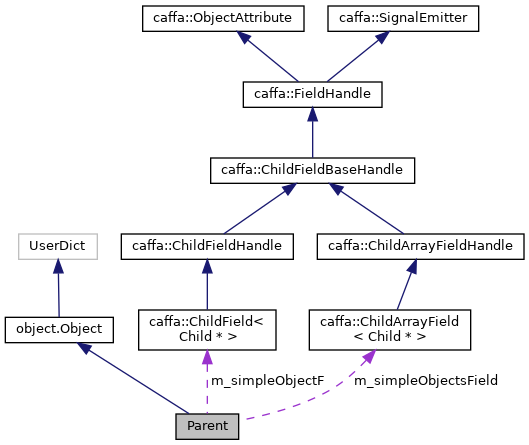 caffa::ObjectAttribute
caffa::SignalEmitter
caffa::FieldHandle
caffa::ChildFieldBaseHandle
UserDict
caffa::ChildFieldHandle
caffa::ChildArrayFieldHandle
object.Object
caffa::ChildField<
Child * >
caffa::ChildArrayField
< Child * >
m_simpleObjectF
m_simpleObjectsField
Parent